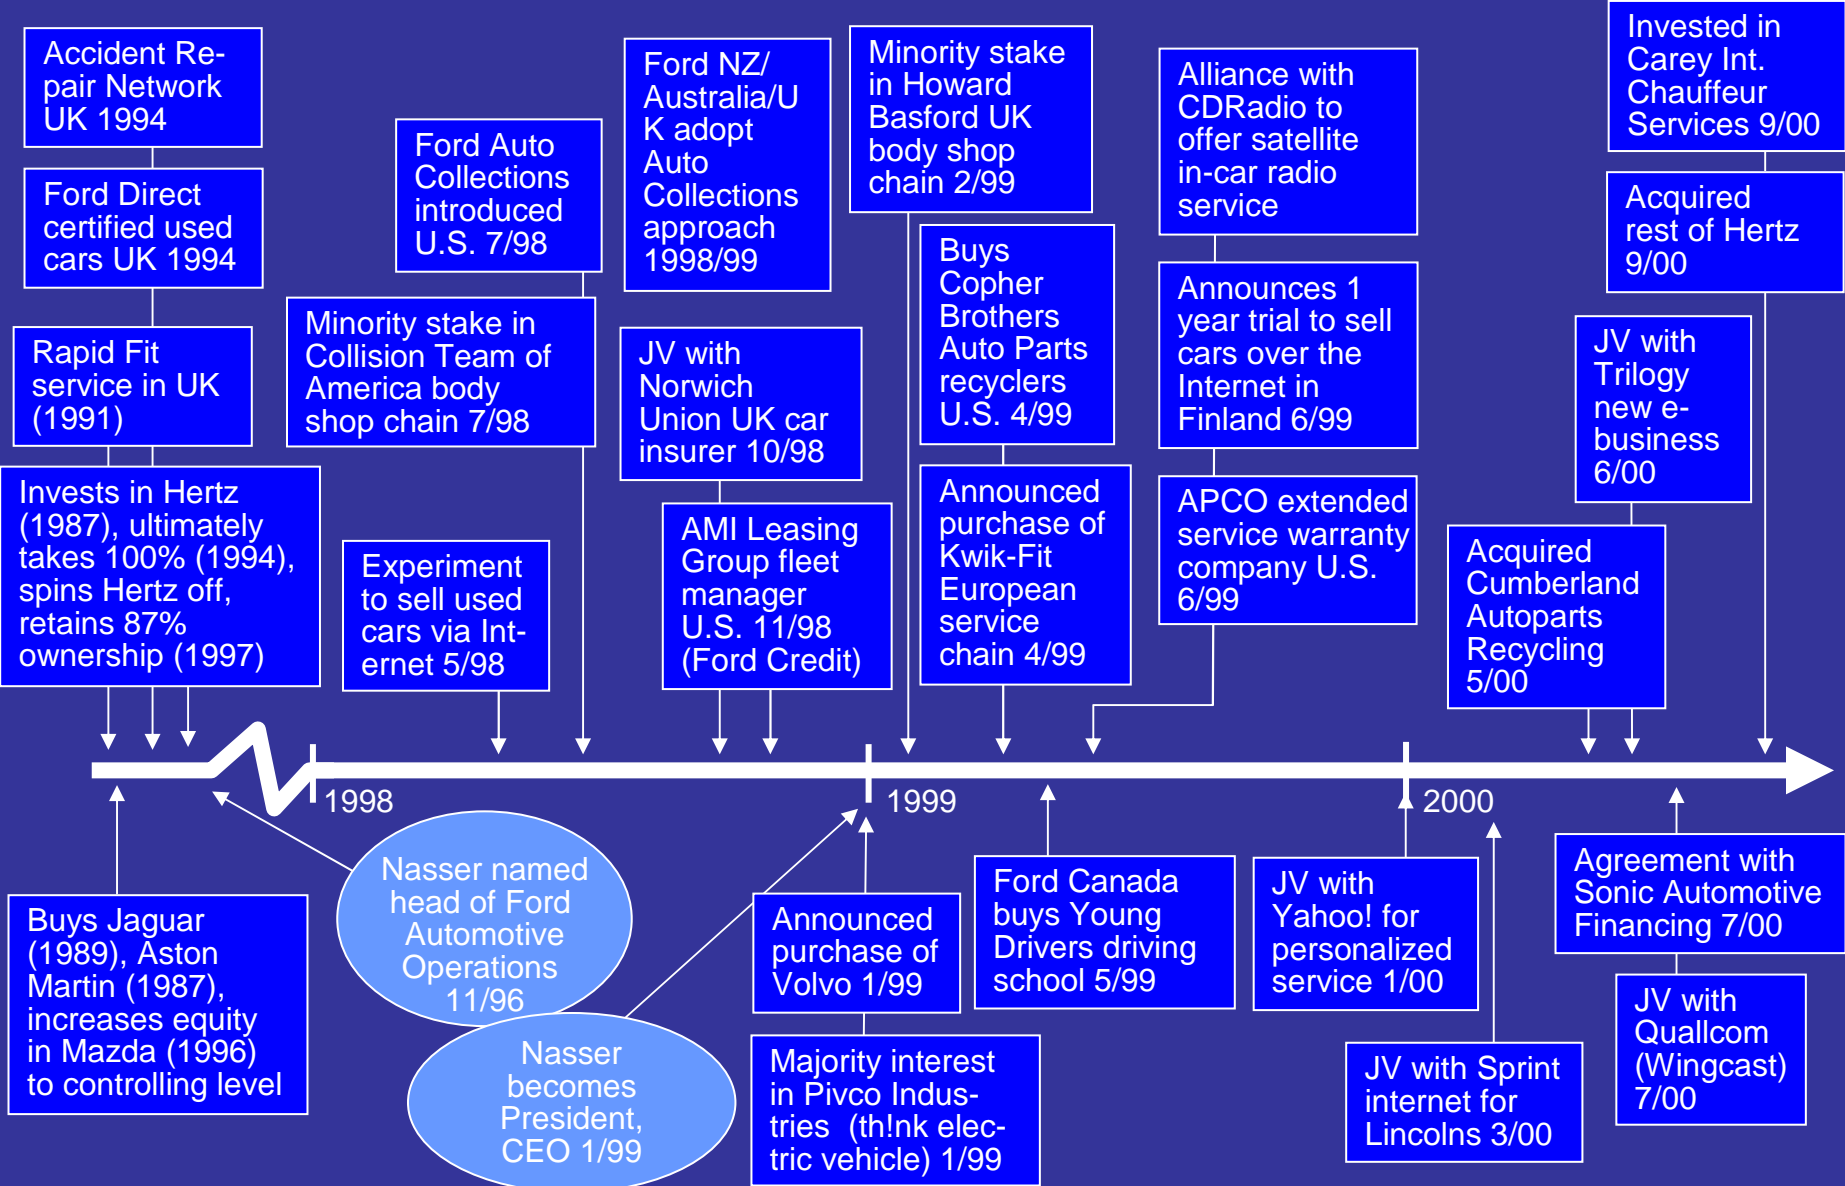 Accident Re-
pair Network
UK 1994
Ford Direct
certified used
cars UK 1994
Rapid Fit
service in UK
(1991)
Invests in Hertz
(1987), ultimately
takes 100% (1994),
spins Hertz off,
retains 87%
ownership (1997)
Ford Auto
Collections
introduced
U.S. 7/98
Minority stake in
Collision Team of
America body
shop chain 7/98
Experiment
to sell used
cars via Int-
ernet 5/98
Ford NZ/
Australia/U
K adopt
Auto
Collections
approach
1998/99
JV with
Norwich
Union UK car
insurer 10/98
AMI Leasing
Group fleet
manager
U.S. 11/98
(Ford Credit)
Minority stake
in Howard
Basford UK
body shop
chain 2/99
Buys
Copher
Brothers
Auto Parts
recyclers
U.S. 4/99
Announced
purchase of
Kwik-Fit
European
service
chain 4/99
Alliance with
CDRadio to
offer satellite
in-car radio
service
Announces 1
year trial to sell
cars over the
Internet in
Finland 6/99
APCO extended
service warranty
company U.S.
6/99
Invested in
Carey Int.
Chauffeur
Services 9/00
Acquired
rest of Hertz
9/00
JV with
Trilogy
new e-
business
6/00
Acquired
Cumberland
Autoparts
Recycling
5/00
1998
1999
2000
Buys Jaguar
(1989), Aston
Martin (1987),
increases equity
in Mazda (1996)
to controlling level
Nasser named
head of Ford
Automotive
Operations
11/96
Nasser
becomes
President,
CEO 1/99
Announced
purchase of
Volvo 1/99
Majority interest
in Pivco Indus-
tries (th!nk elec-
tric vehicle) 1/99
Ford Canada
buys Young
Drivers driving
school 5/99
JV with
Yahoo! for
personalized
service 1/00
JV with Sprint
internet for
Lincolns 3/00
Agreement with
Sonic Automotive
Financing 7/00
JV with
Quallcom
(Wingcast)
7/00